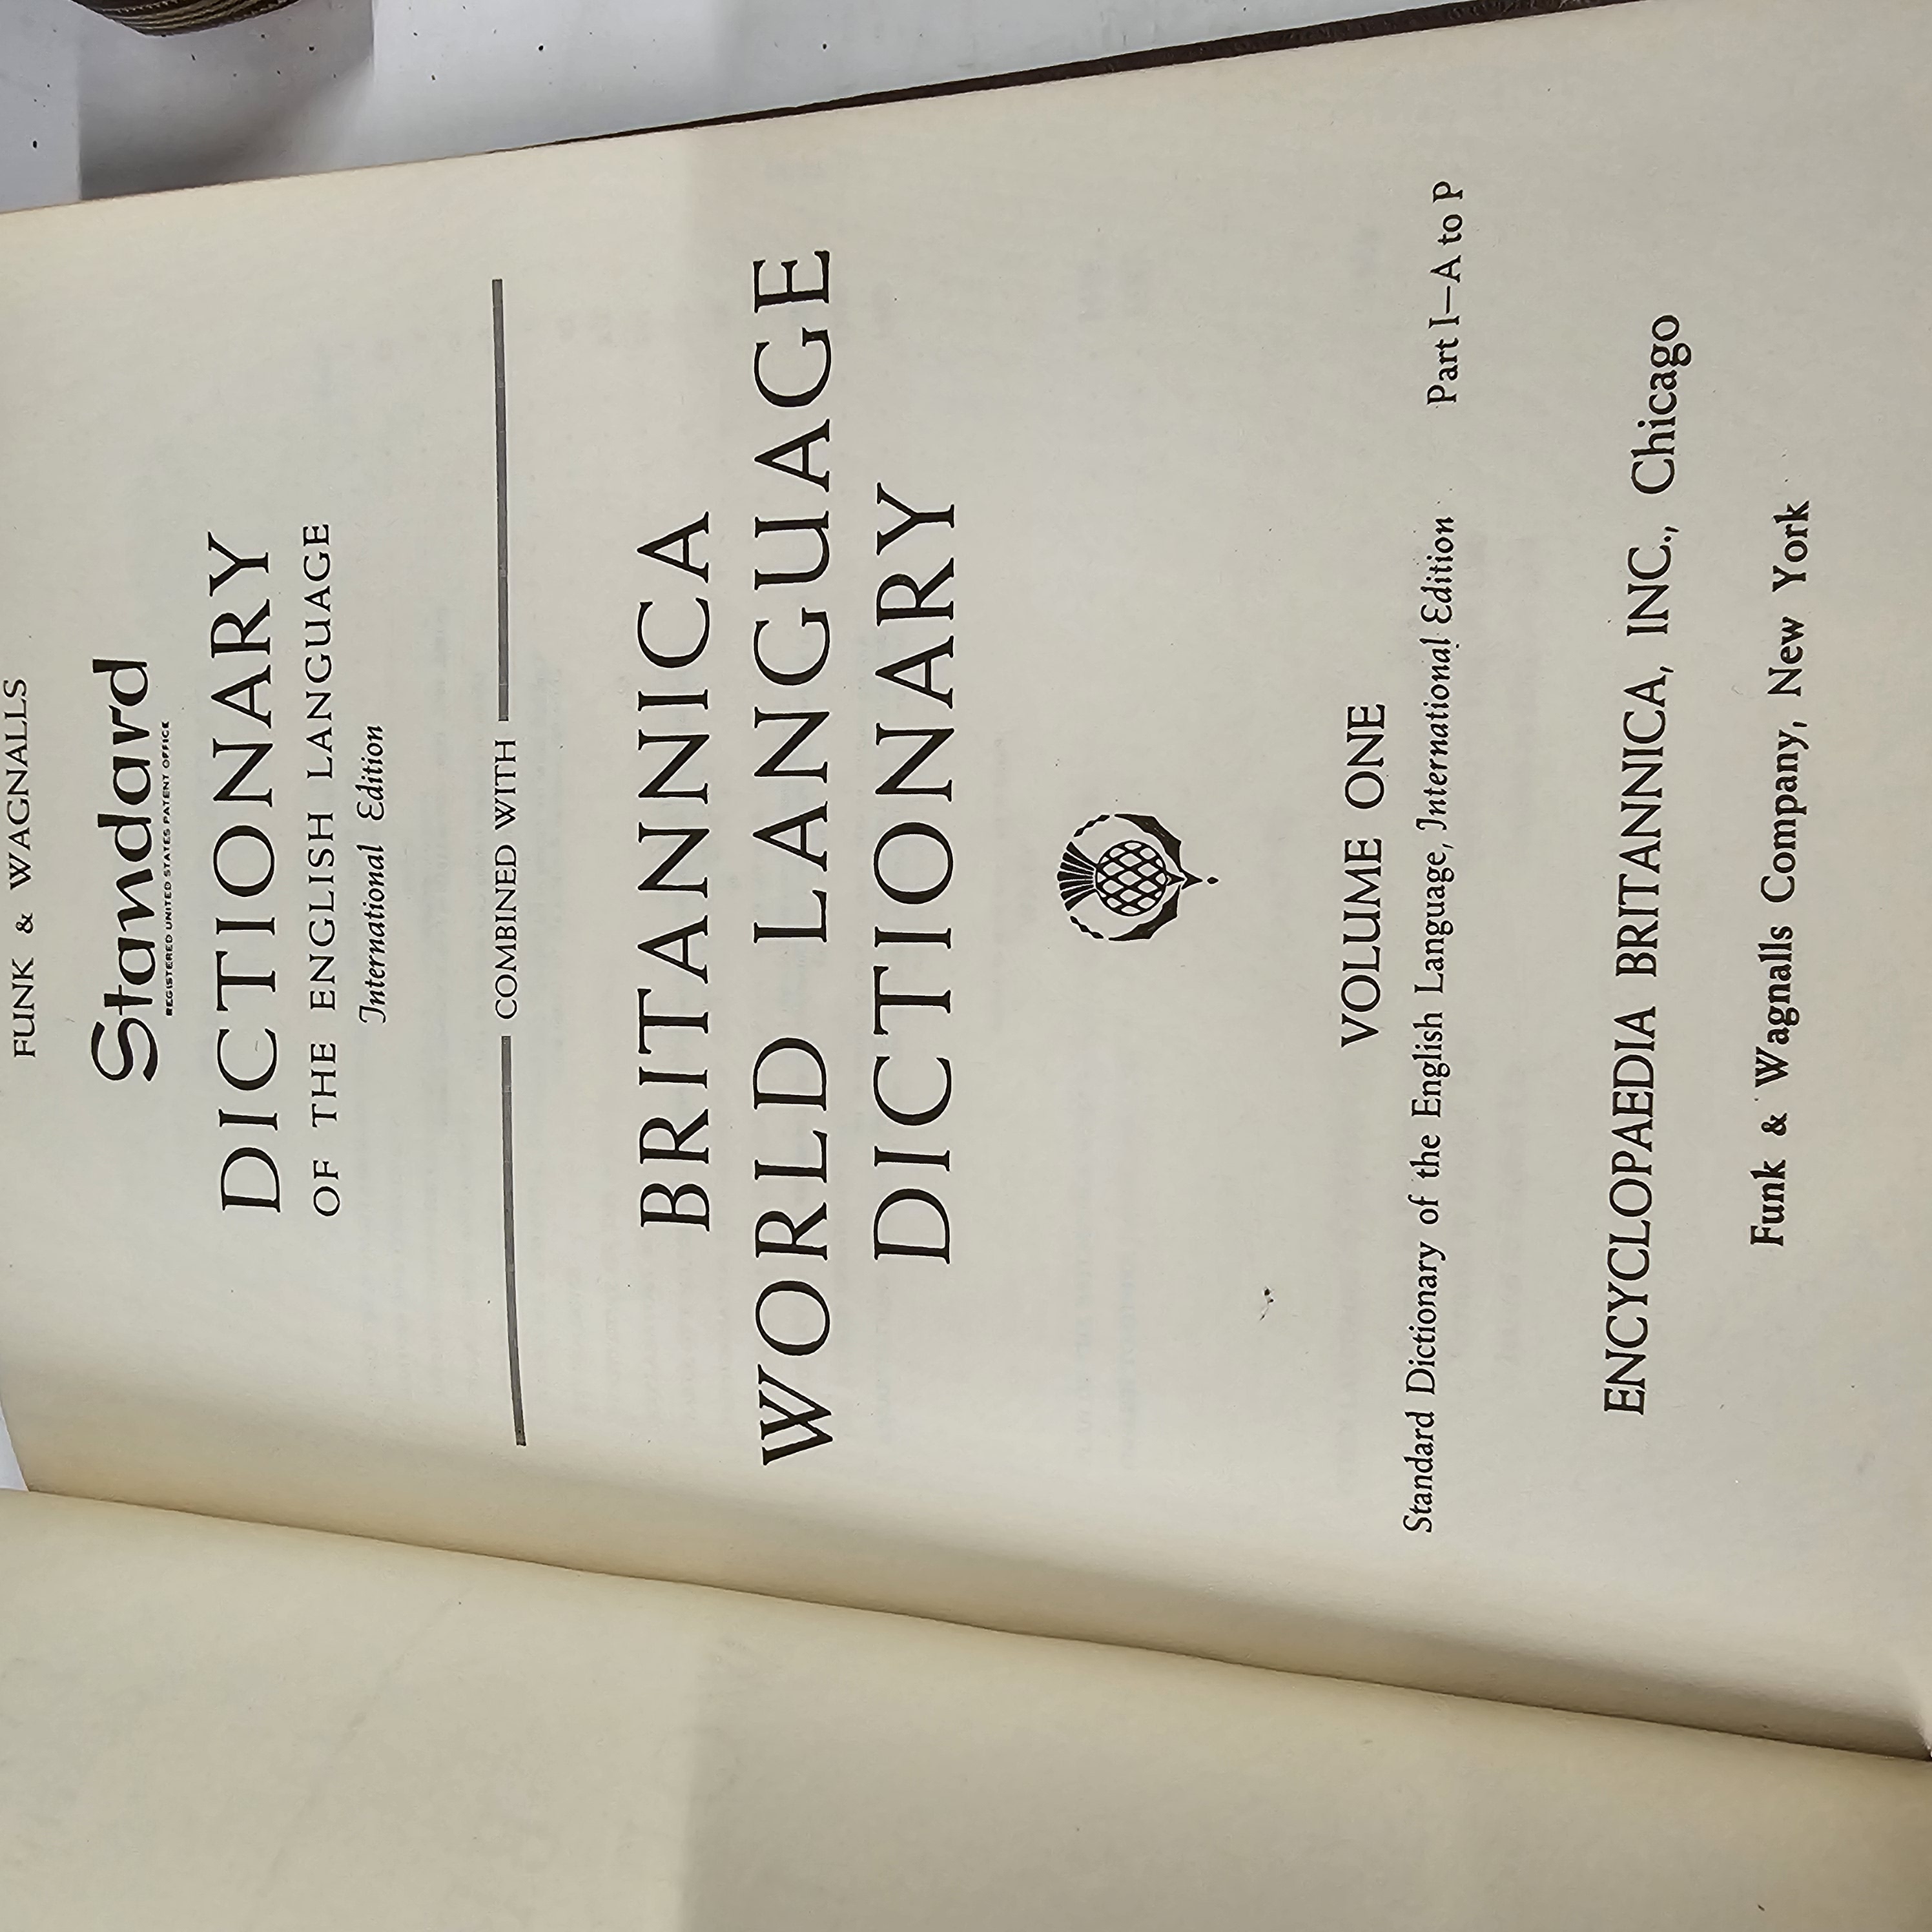 FUNK & WAGNALLS
Standard
REGISTERED UNITED STATES PATENT OFFICE
DICTIONARY
OF THE ENGLISH LANGUAGE
International Edition
COMBINED WITH
BRITANNICA
WORLD LANGUAGE
DICTIONARY
VOLUME ONE
Standard Dictionary of the English Language, International Edition Part I—A to P
ENCYCLOPAEDIA BRITANNICA, INC., Chicago
Funk & Wagnalls Company, New York